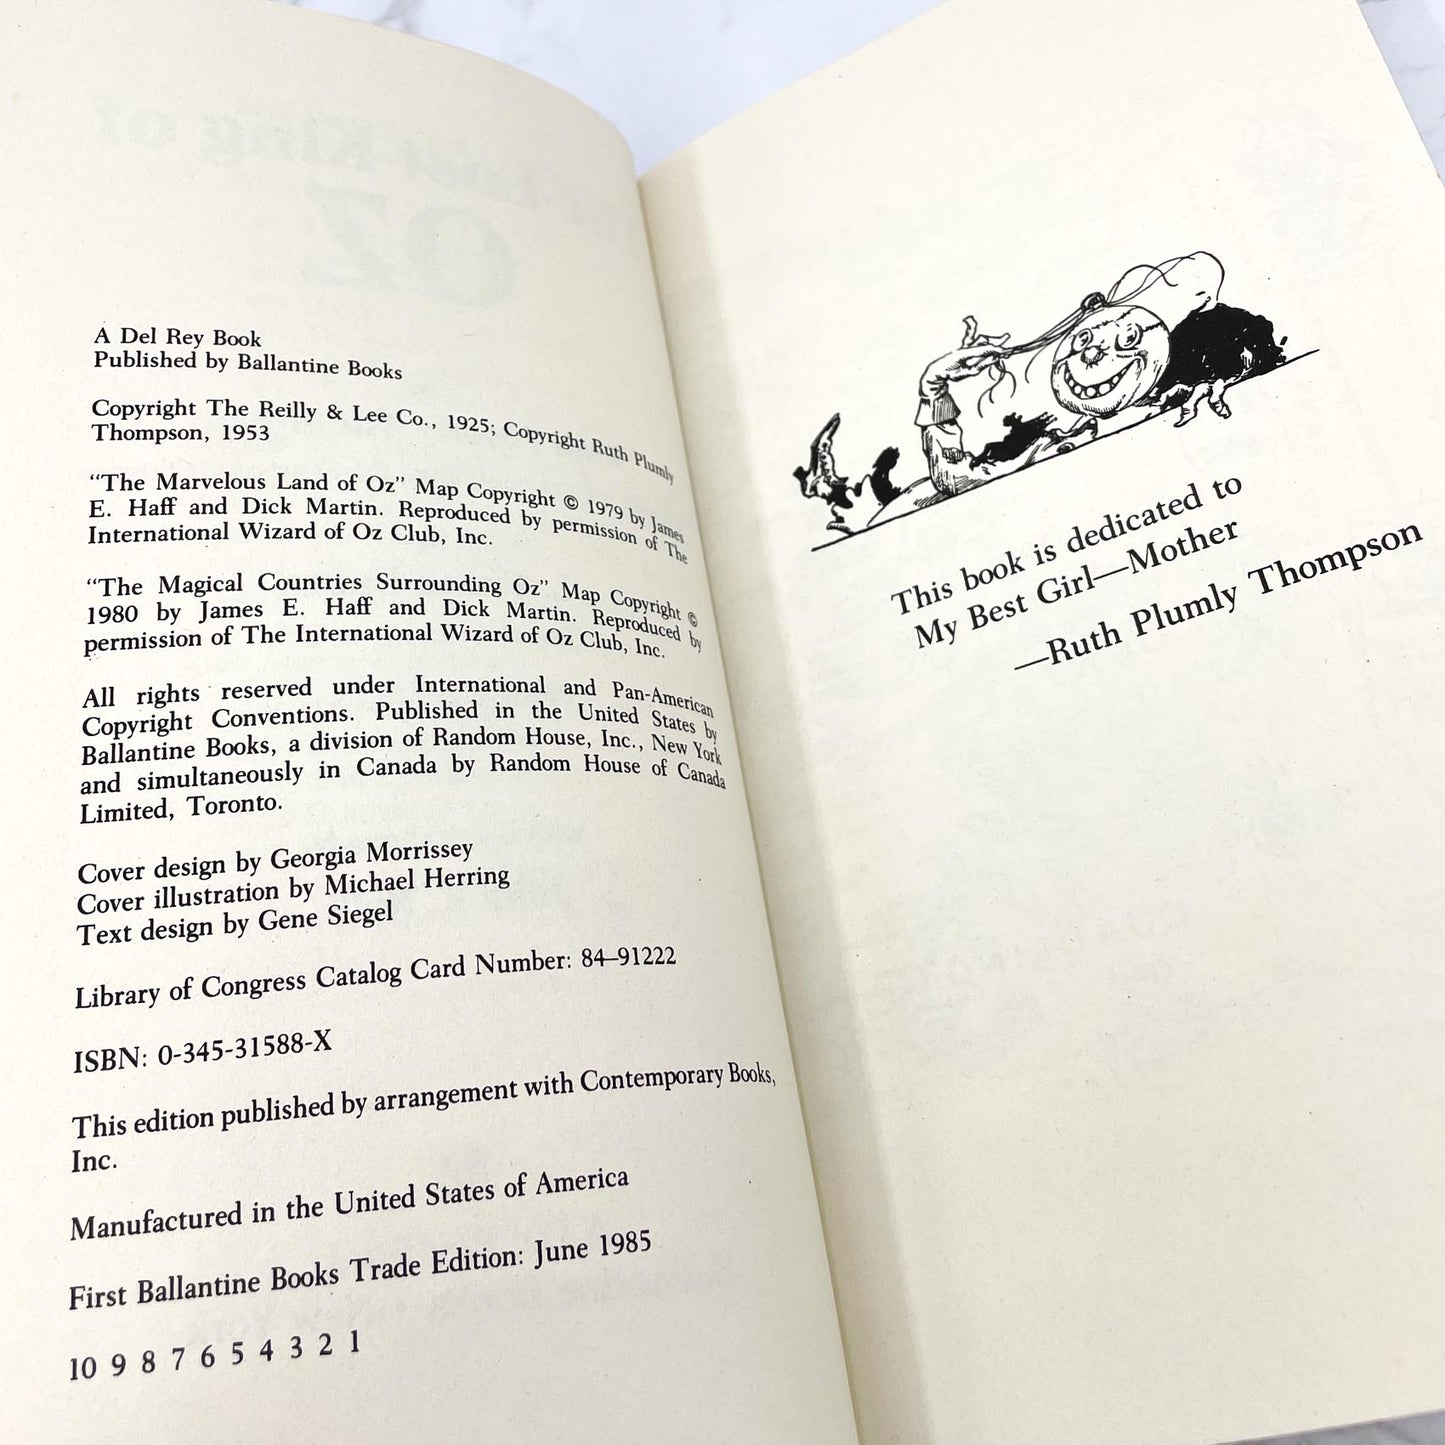 A Del Rey Book
Published by Ballantine Books
Copyright The Reilly & Lee Co., 1925; Copyright Ruth Plumly
Thompson, 1953
“The Marvelous Land of Oz” Map Copyright © 1979 by James
E. Haff and Dick Martin. Reproduced by permission of The
International Wizard of Oz Club, Inc.
“The Magical Countries Surrounding Oz” Map Copyright ©
1980 by James E. Haff and Dick Martin. Reproduced by
permission of The International Wizard of Oz Club, Inc.
All rights reserved under International and Pan-American
Copyright Conventions. Published in the United States by
Ballantine Books, a division of Random House, Inc., New York
and simultaneously in Canada by Random House of Canada
Limited, Toronto.
Cover design by Georgia Morrissey
Cover illustration by Michael Herring
Text design by Gene Siegel
Library of Congress Catalog Card Number: 84–91222
ISBN: 0-345-31588-X
This edition published by arrangement with Contemporary Books,
Inc.
Manufactured in the United States of America
First Ballantine Books Trade Edition: June 1985
10 9 8 7 6 5 4 3 2 1
This book is dedicated to
My Best Girl—Mother
—Ruth Plumly Thompson